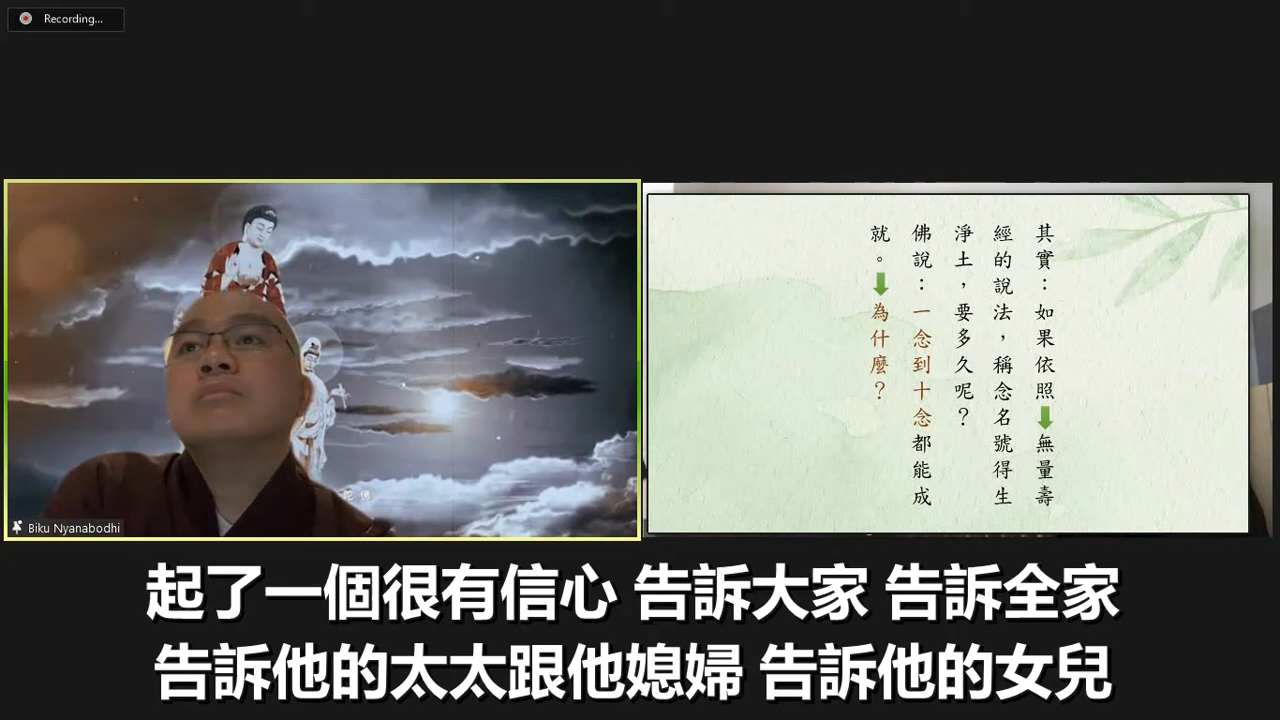 Recording...
陀佛
Biku Nyanabodhi
其實：如果依照無量壽
經的說法，稱念名號得生
淨土，要多久呢？
佛說：一念到十念都能成
就。為什麼？
起了一個很有信心 告訴大家 告訴全家
告訴他的太太跟他媳婦 告訴他的女兒